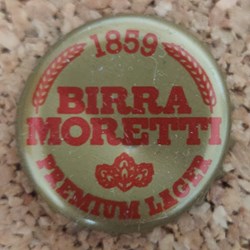 1859
BIRRA
MORETTI
PREMIUM LAGER